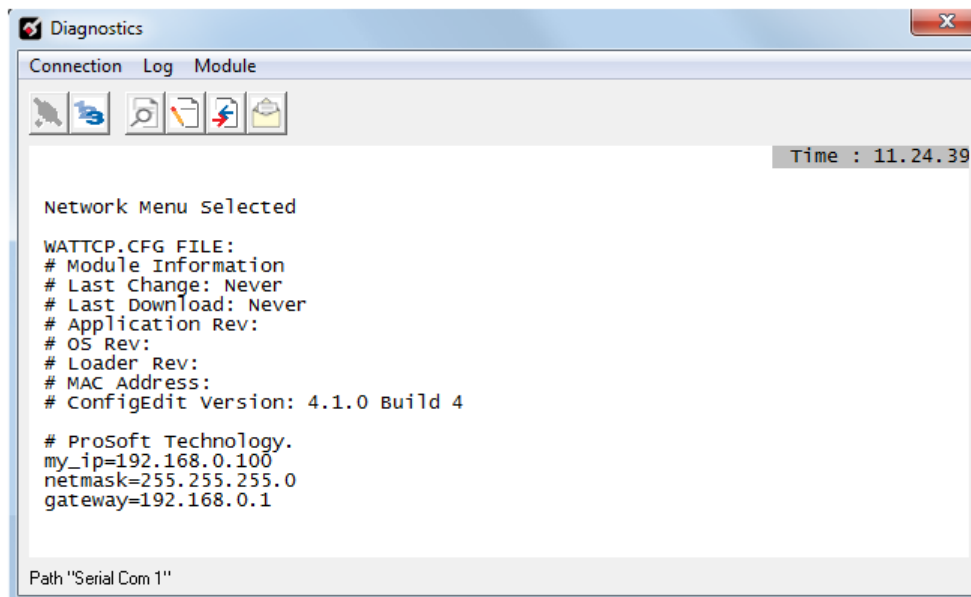 Diagnostics
Connection Log Module
Time : 11.24.39
Network Menu Selected
WATTCP.CFG FILE:
# Module Information
# Last Change: Never
# Last Download: Never
# Application Rev:
# OS Rev:
# Loader Rev:
# MAC Address:
# ConfigEdit Version: 4.1.0 Build 4
# ProSoft Technology.
my_ip=192.168.0.100
netmask=255.255.255.0
gateway=192.168.0.1
Path "Serial Com 1"